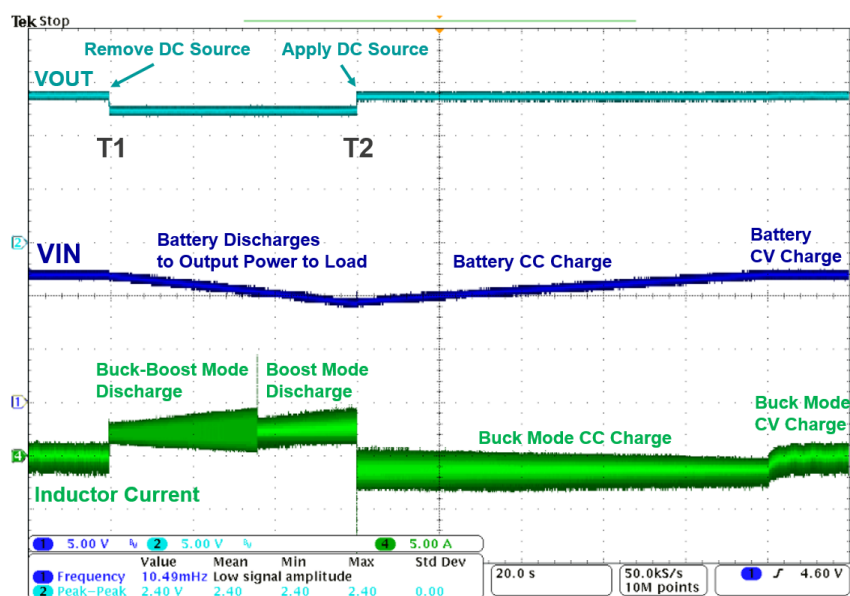 Tek Stop
Remove DC Source
Apply DC Source
VOUT
T1
T2
2
VIN
Battery Discharges
to Output Power to Load
Battery CC Charge
Battery
CV Charge
Buck-Boost Mode
Discharge
Boost Mode
Discharge
1
Buck Mode
CV Charge
Buck Mode CC Charge
4
Inductor Current
1 5.00 V 2 5.00 V 4 5.00 A
Value Mean Min Max Std Dev
1 Frequency 10.49mHz Low signal amplitude
2 Peak-Peak 2.40 V 2.40 2.40 2.40 0.00
20.0 s
50.0kS/s
10M points
1 4.60 V